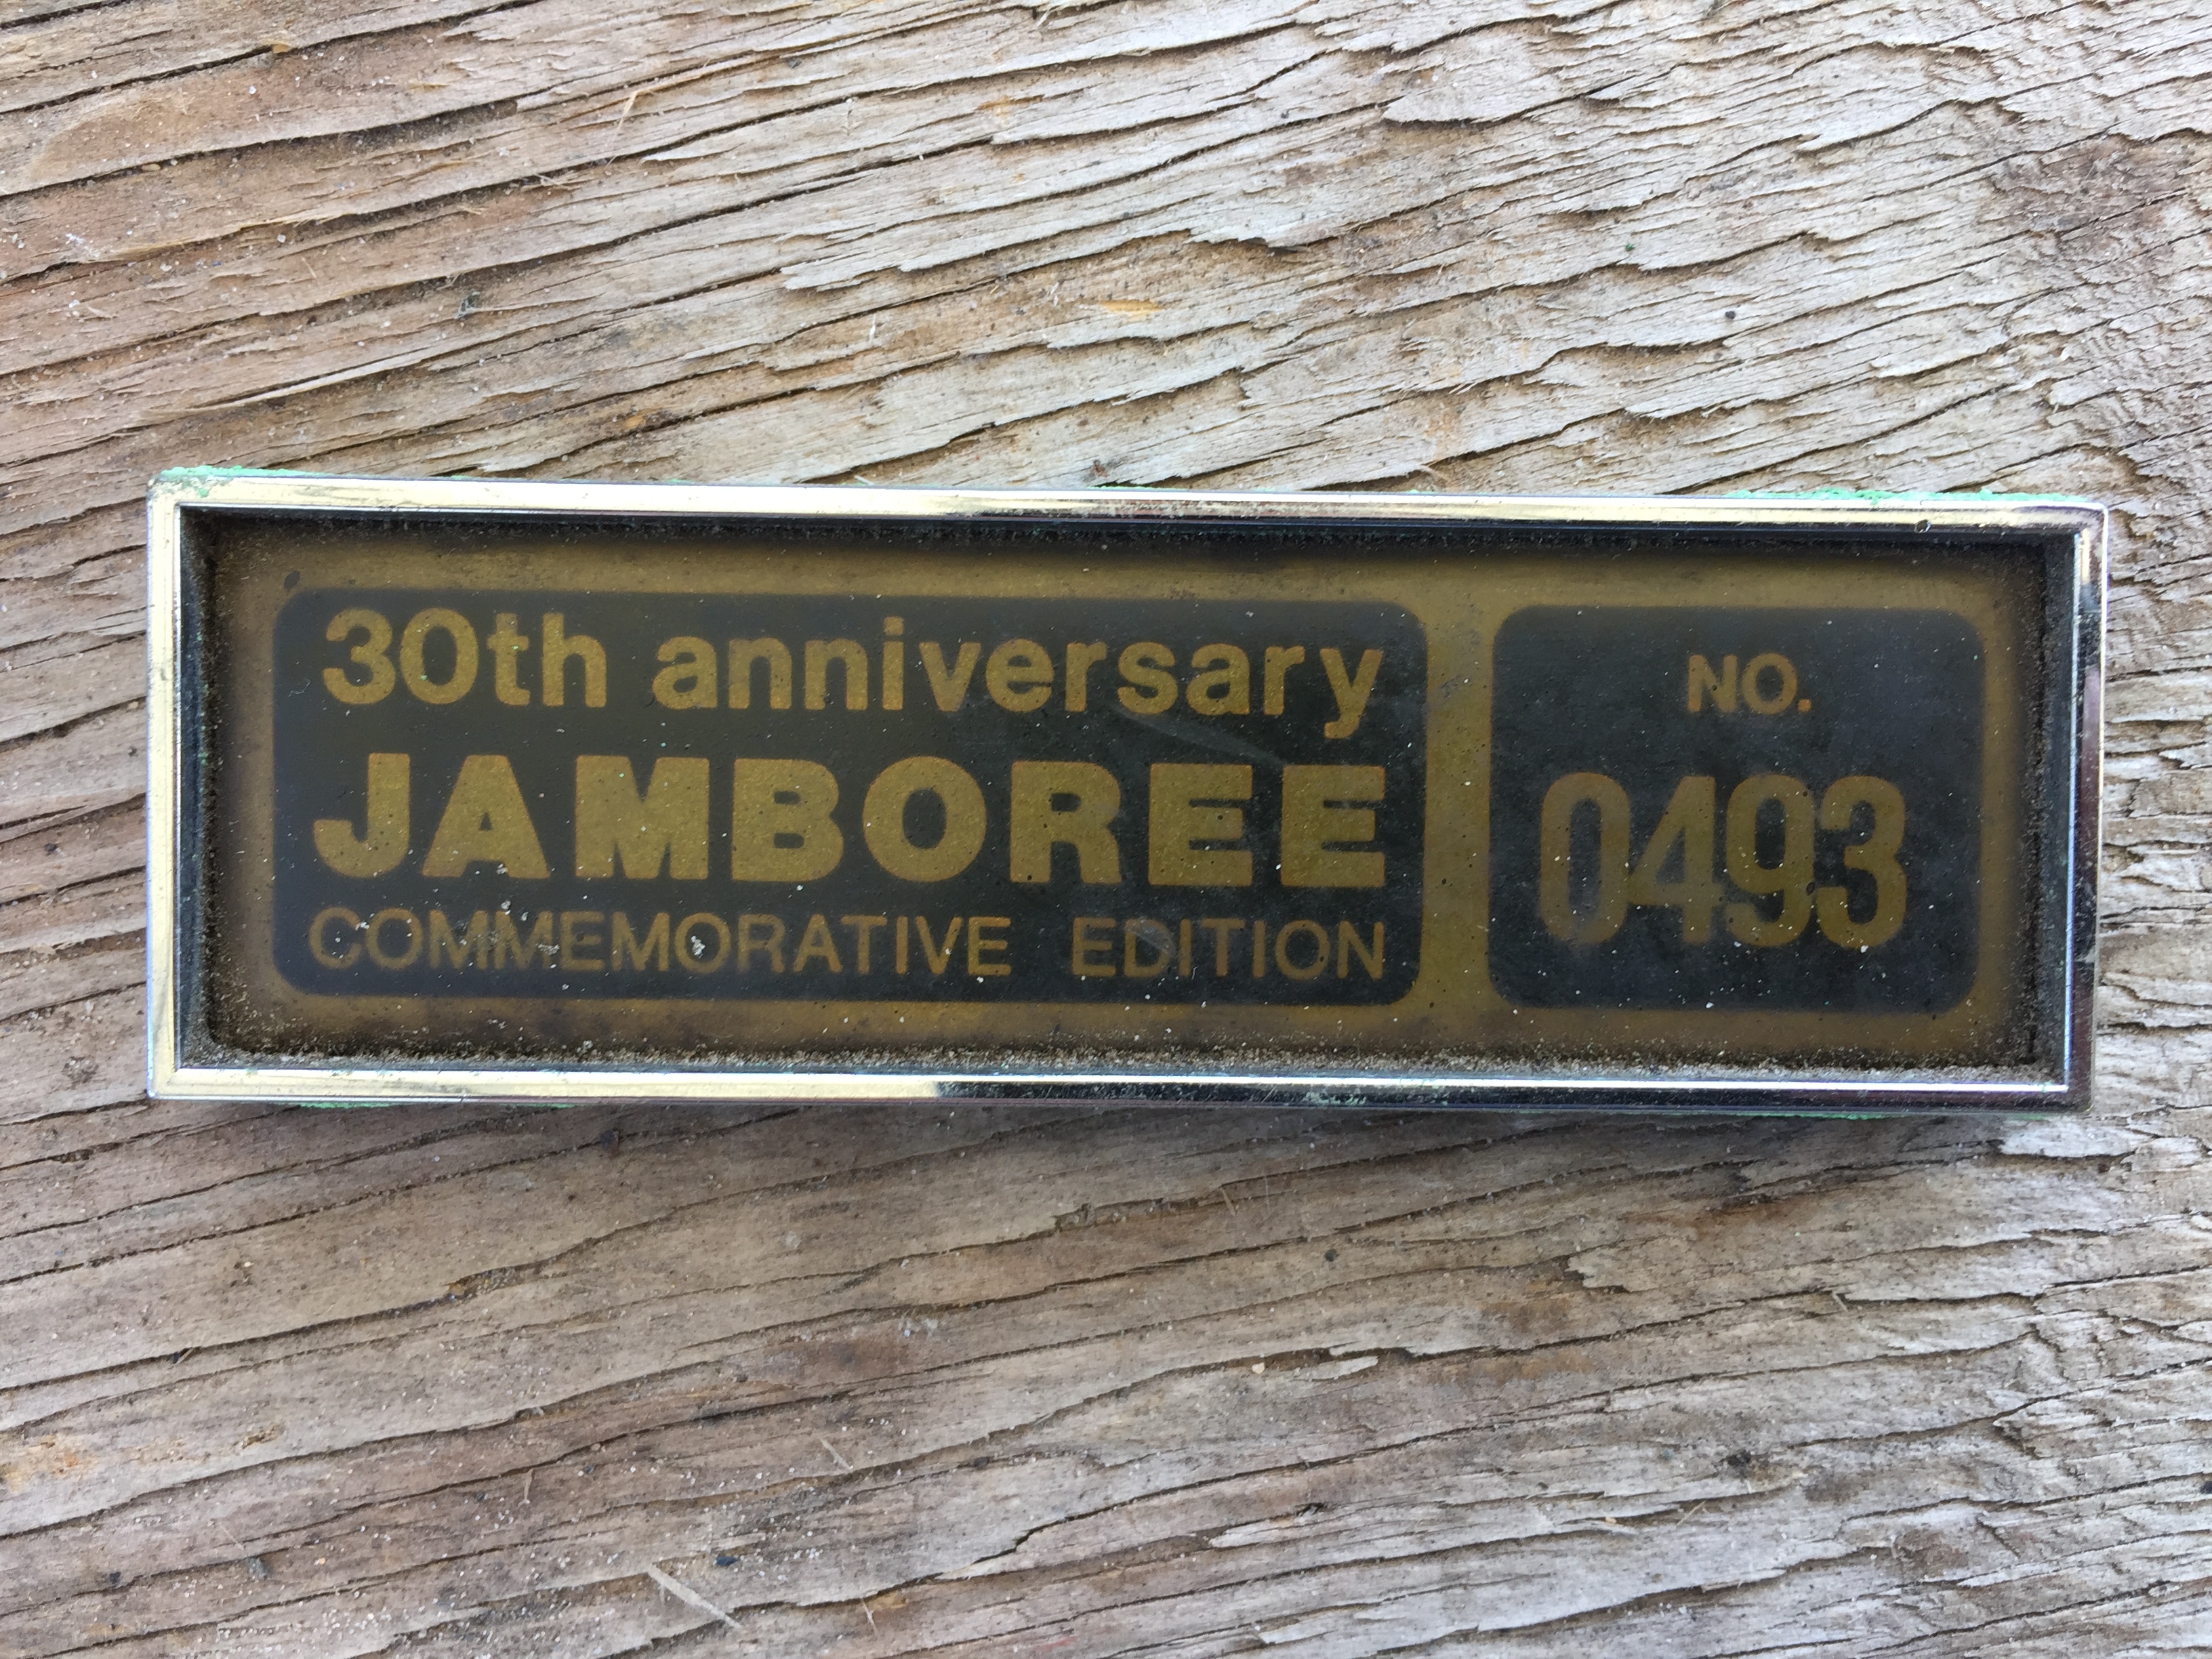 30th anniversary
JAMBOREE
COMMEMORATIVE EDITION
NO.
0493